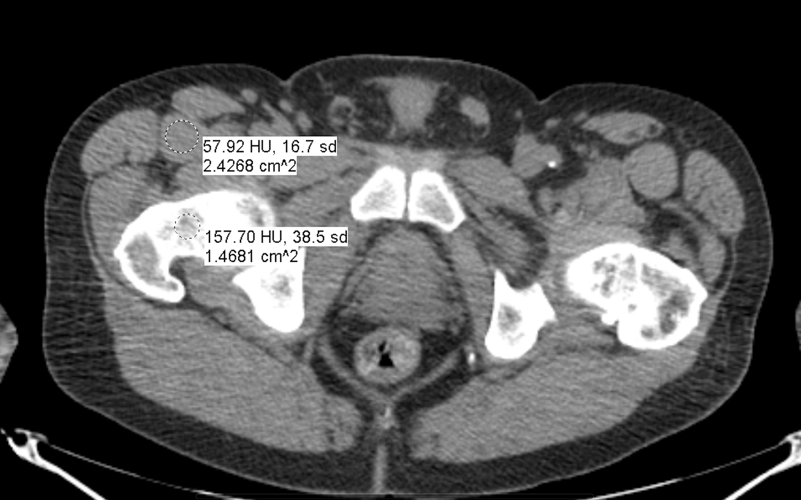 57.92 HU, 16.7 sd
2.4268 cm^2
157.70 HU, 38.5 sd
1.4681 cm^2